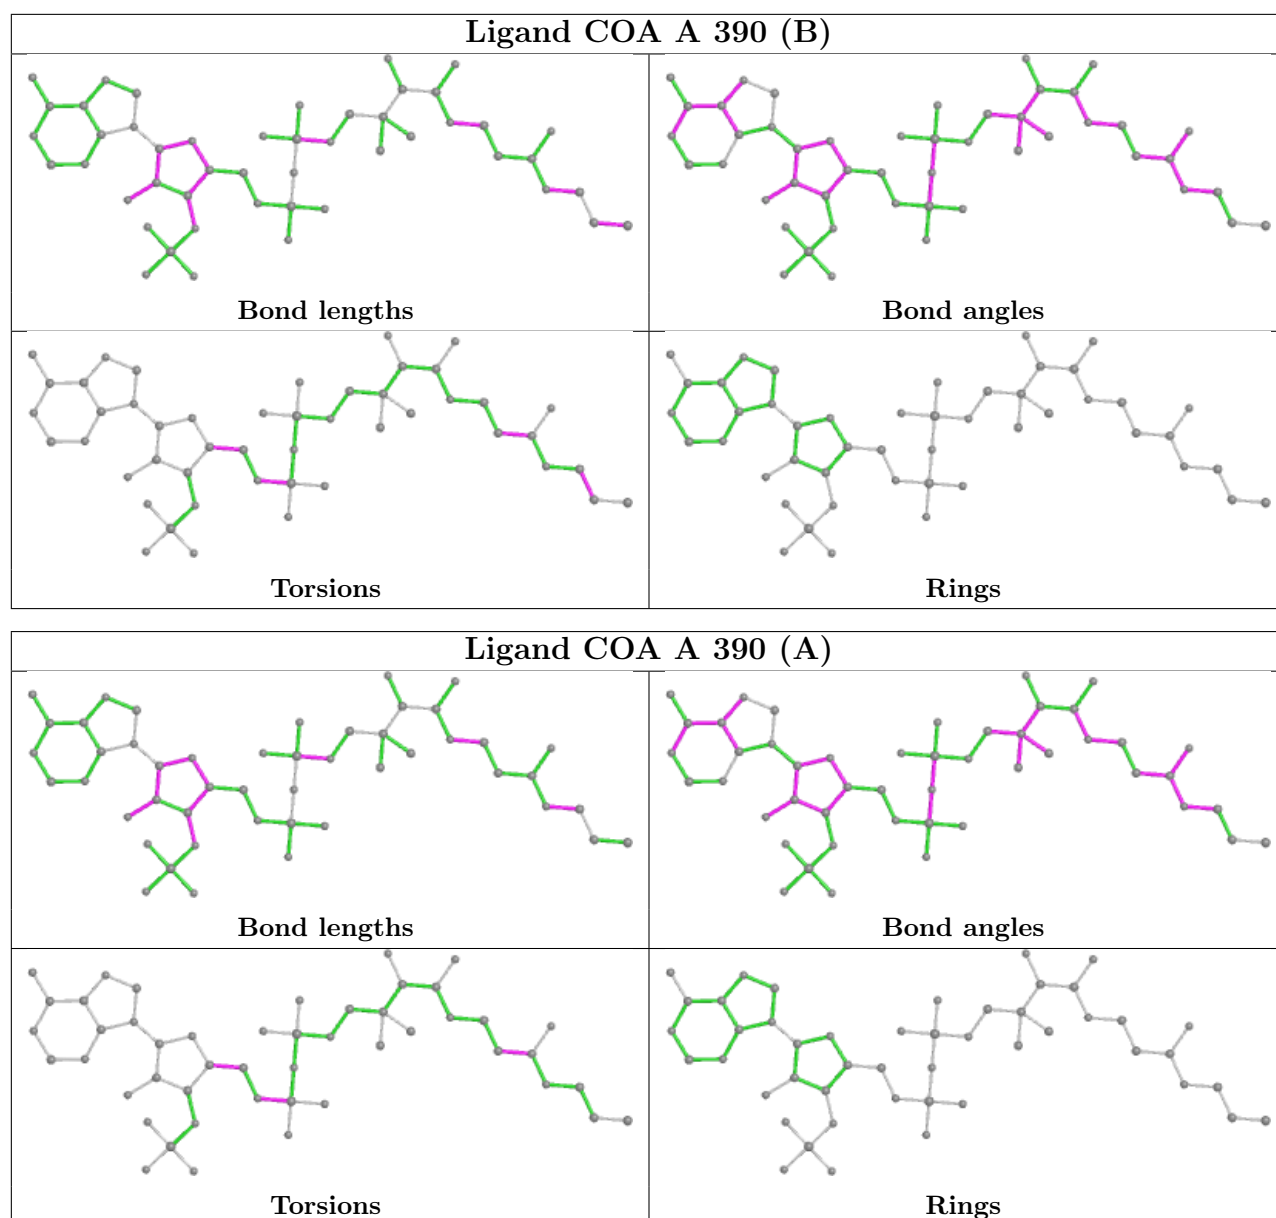 Ligand COA A 390 (B)
Bond lengths
Bond angles
Torsions
Rings
Ligand COA A 390 (A)
Bond lengths
Bond angles
Torsions
Rings